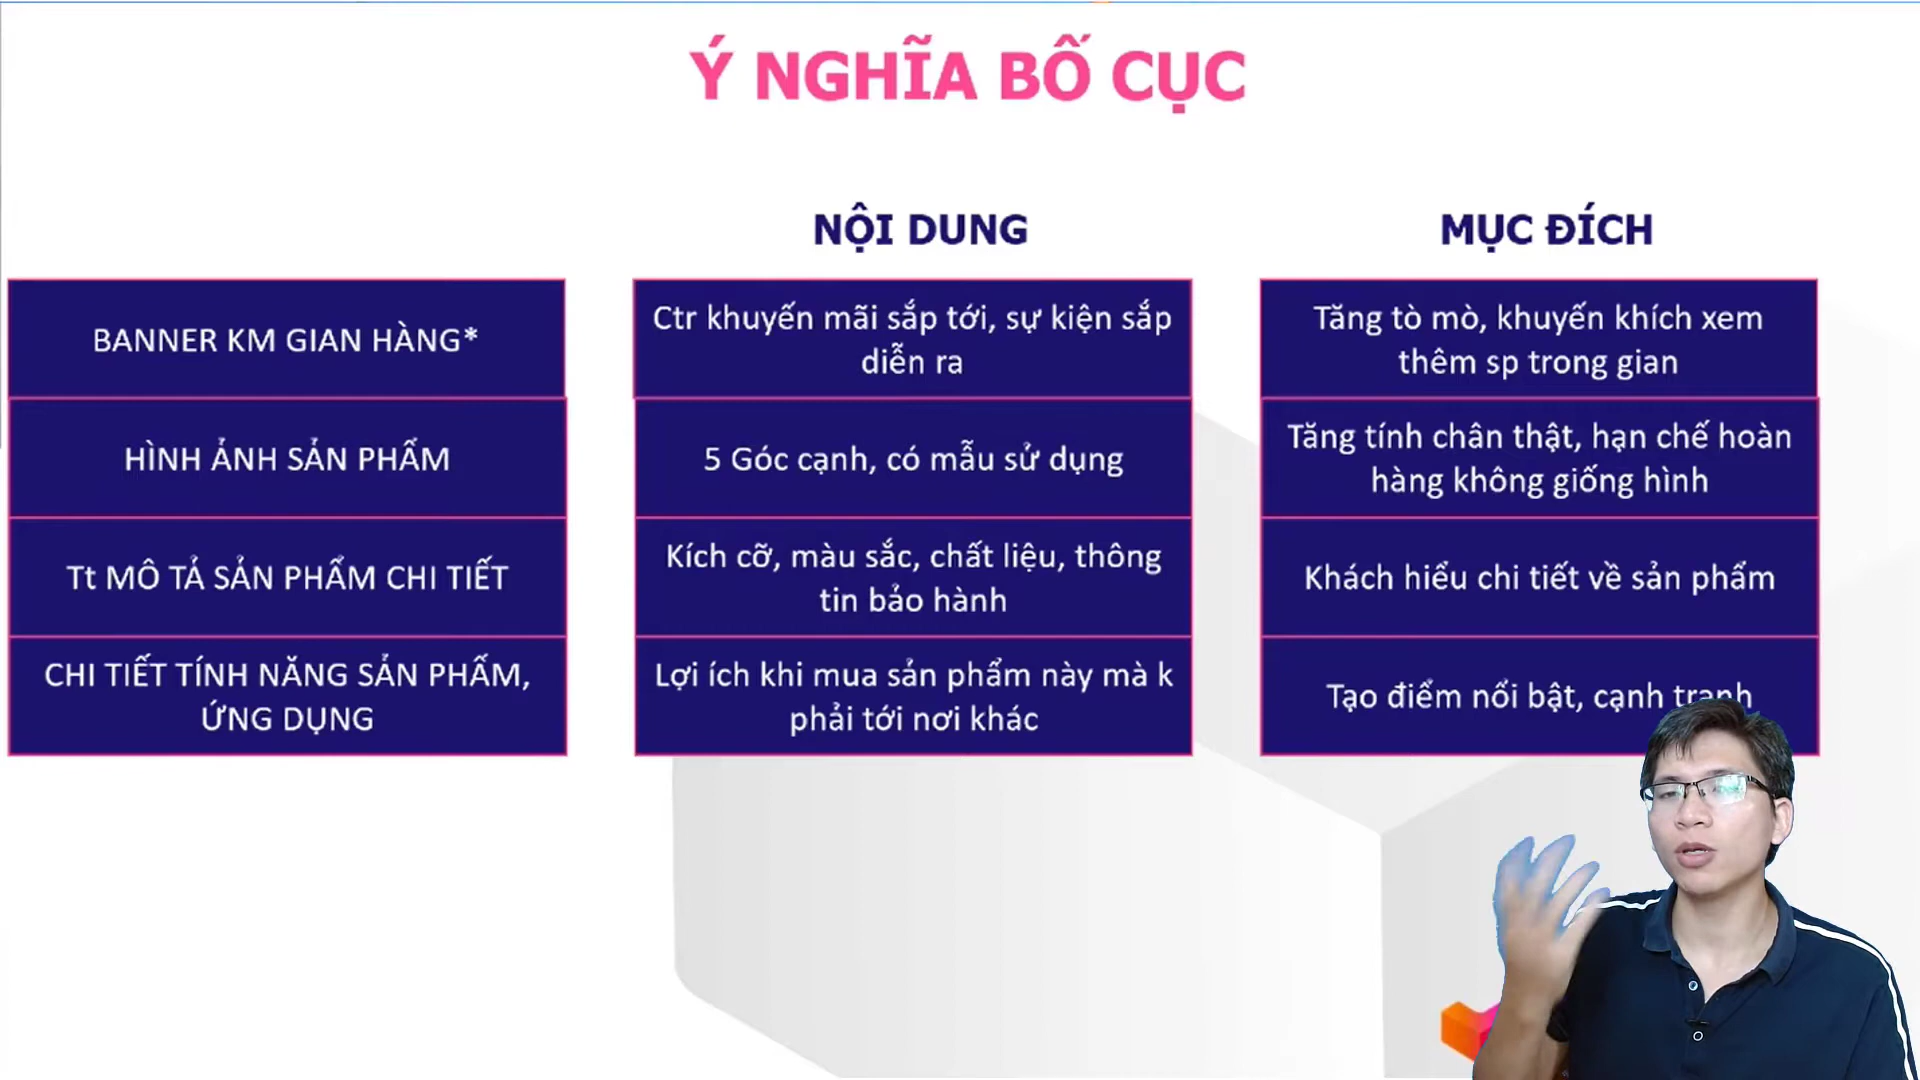 Ý NGHĨA BỐ CỤC
NỘI DUNG
MỤC ĐÍCH
BANNER KM GIAN HÀNG*
Ctr khuyến mãi sắp tới, sự kiện sắp
diễn ra
Tăng tò mò, khuyến khích xem
thêm sp trong gian
HÌNH ẢNH SẢN PHẨM
5 Góc cạnh, có mẫu sử dụng
Tăng tính chân thật, hạn chế hoàn
hàng không giống hình
Tt MÔ TẢ SẢN PHẨM CHI TIẾT
Kích cỡ, màu sắc, chất liệu, thông
tin bảo hành
Khách hiểu chi tiết về sản phẩm
CHI TIẾT TÍNH NĂNG SẢN PHẨM,
ỨNG DỤNG
Lợi ích khi mua sản phẩm này mà k
phải tới nơi khác
Tạo điểm nổi bật, cạnh tranh